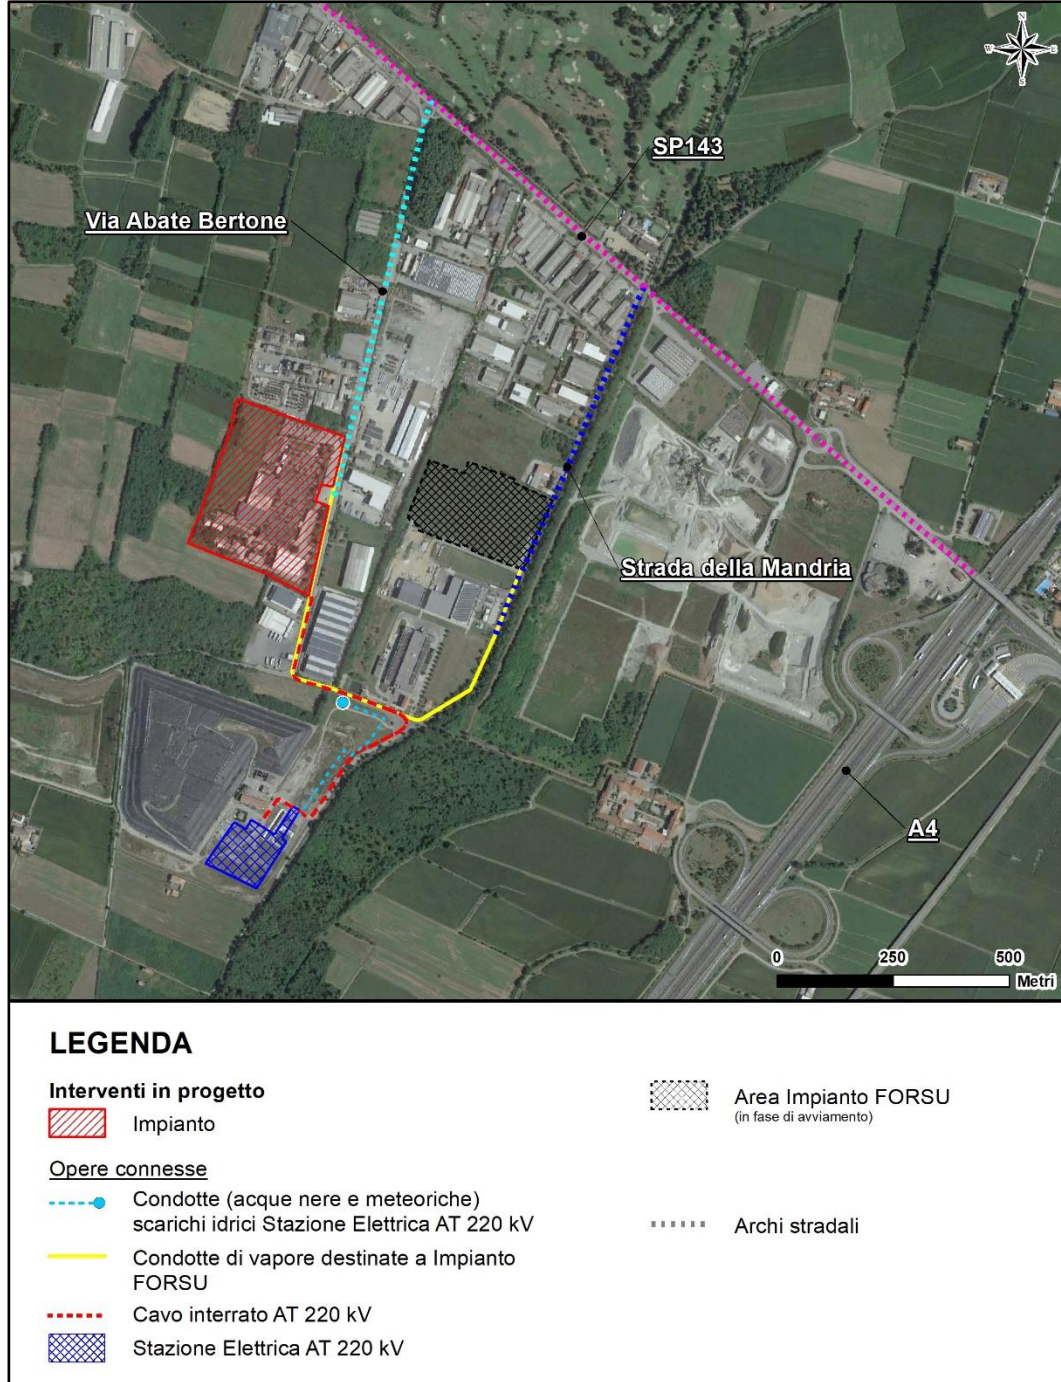 N
W E
S
SP143
Via Abate Bertone
Strada della Mandria
A4
0 250 500
Metri
LEGENDA
Interventi in progetto
Impianto
Opere connesse
Condotte (acque nere e meteoriche)
scarichi idrici Stazione Elettrica AT 220 kV
Condotte di vapore destinate a Impianto
FORSU
Cavo interrato AT 220 kV
Stazione Elettrica AT 220 kV
Area Impianto FORSU
(in fase di avviamento)
Archi stradali